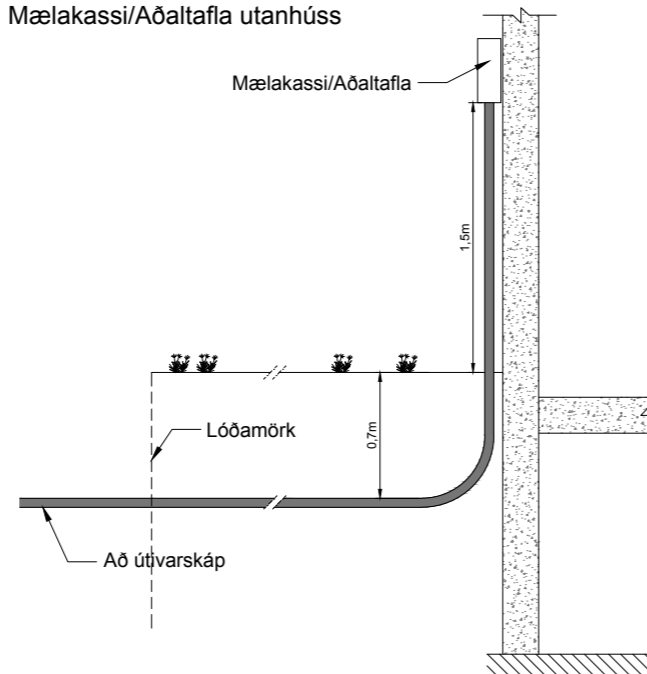 Mælakassi/Aðaltafla utanhúss
Mælakassi/Aðaltafla
1,5m
0,7m
Lóðamörk
Að útivarskáp